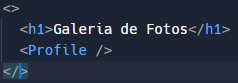 <>
<h1>Galeria de Fotos</h1>
<Profile />
</>